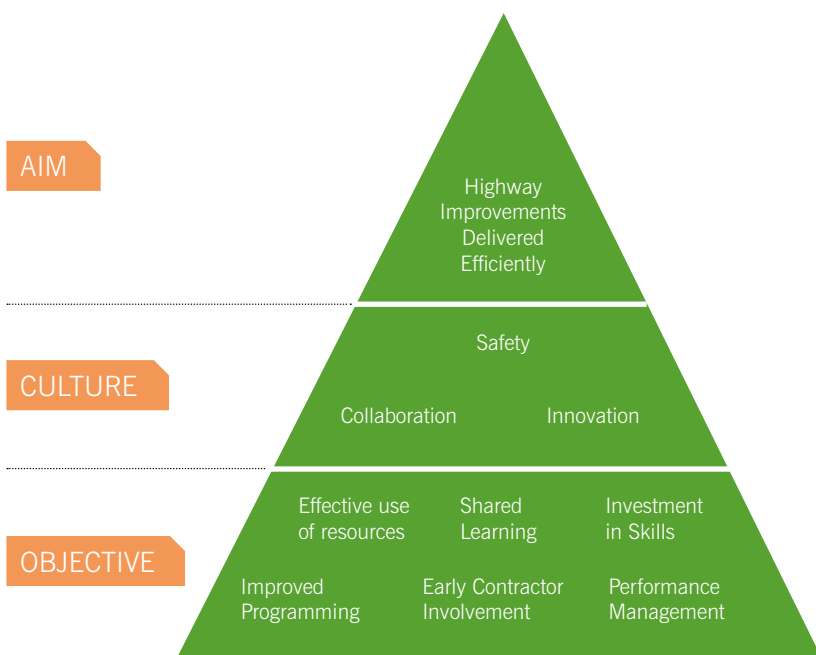 AIM
Highway
Improvements
Delivered
Efficiently
CULTURE
Safety
Collaboration
Innovation
OBJECTIVE
Effective use
of resources
Shared
Learning
Investment
in Skills
Improved
Programming
Early Contractor
Involvement
Performance
Management